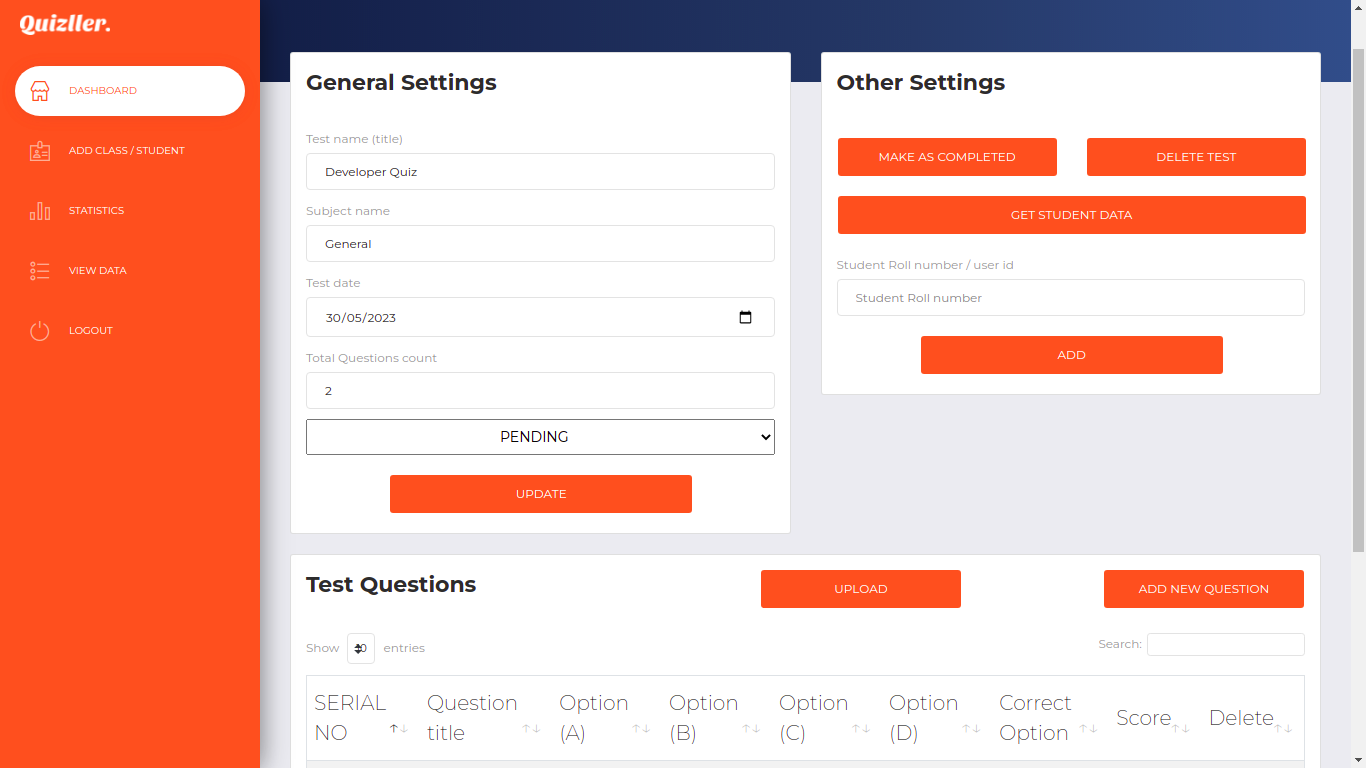 Quizller.
DASHBOARD
ADD CLASS / STUDENT
STATISTICS
VIEW DATA
LOGOUT
General Settings
Test name (title)
Developer Quiz
Subject name
General
Test date
30/05/2023
Total Questions count
2
PENDING
UPDATE
Other Settings
MAKE AS COMPLETED
DELETE TEST
GET STUDENT DATA
Student Roll number / user id
Student Roll number
ADD
Test Questions
UPLOAD
ADD NEW QUESTION
Show entries
Search:
SERIAL NO
Question title
Option (A)
Option (B)
Option (C)
Option (D)
Correct Option
Score
Delete